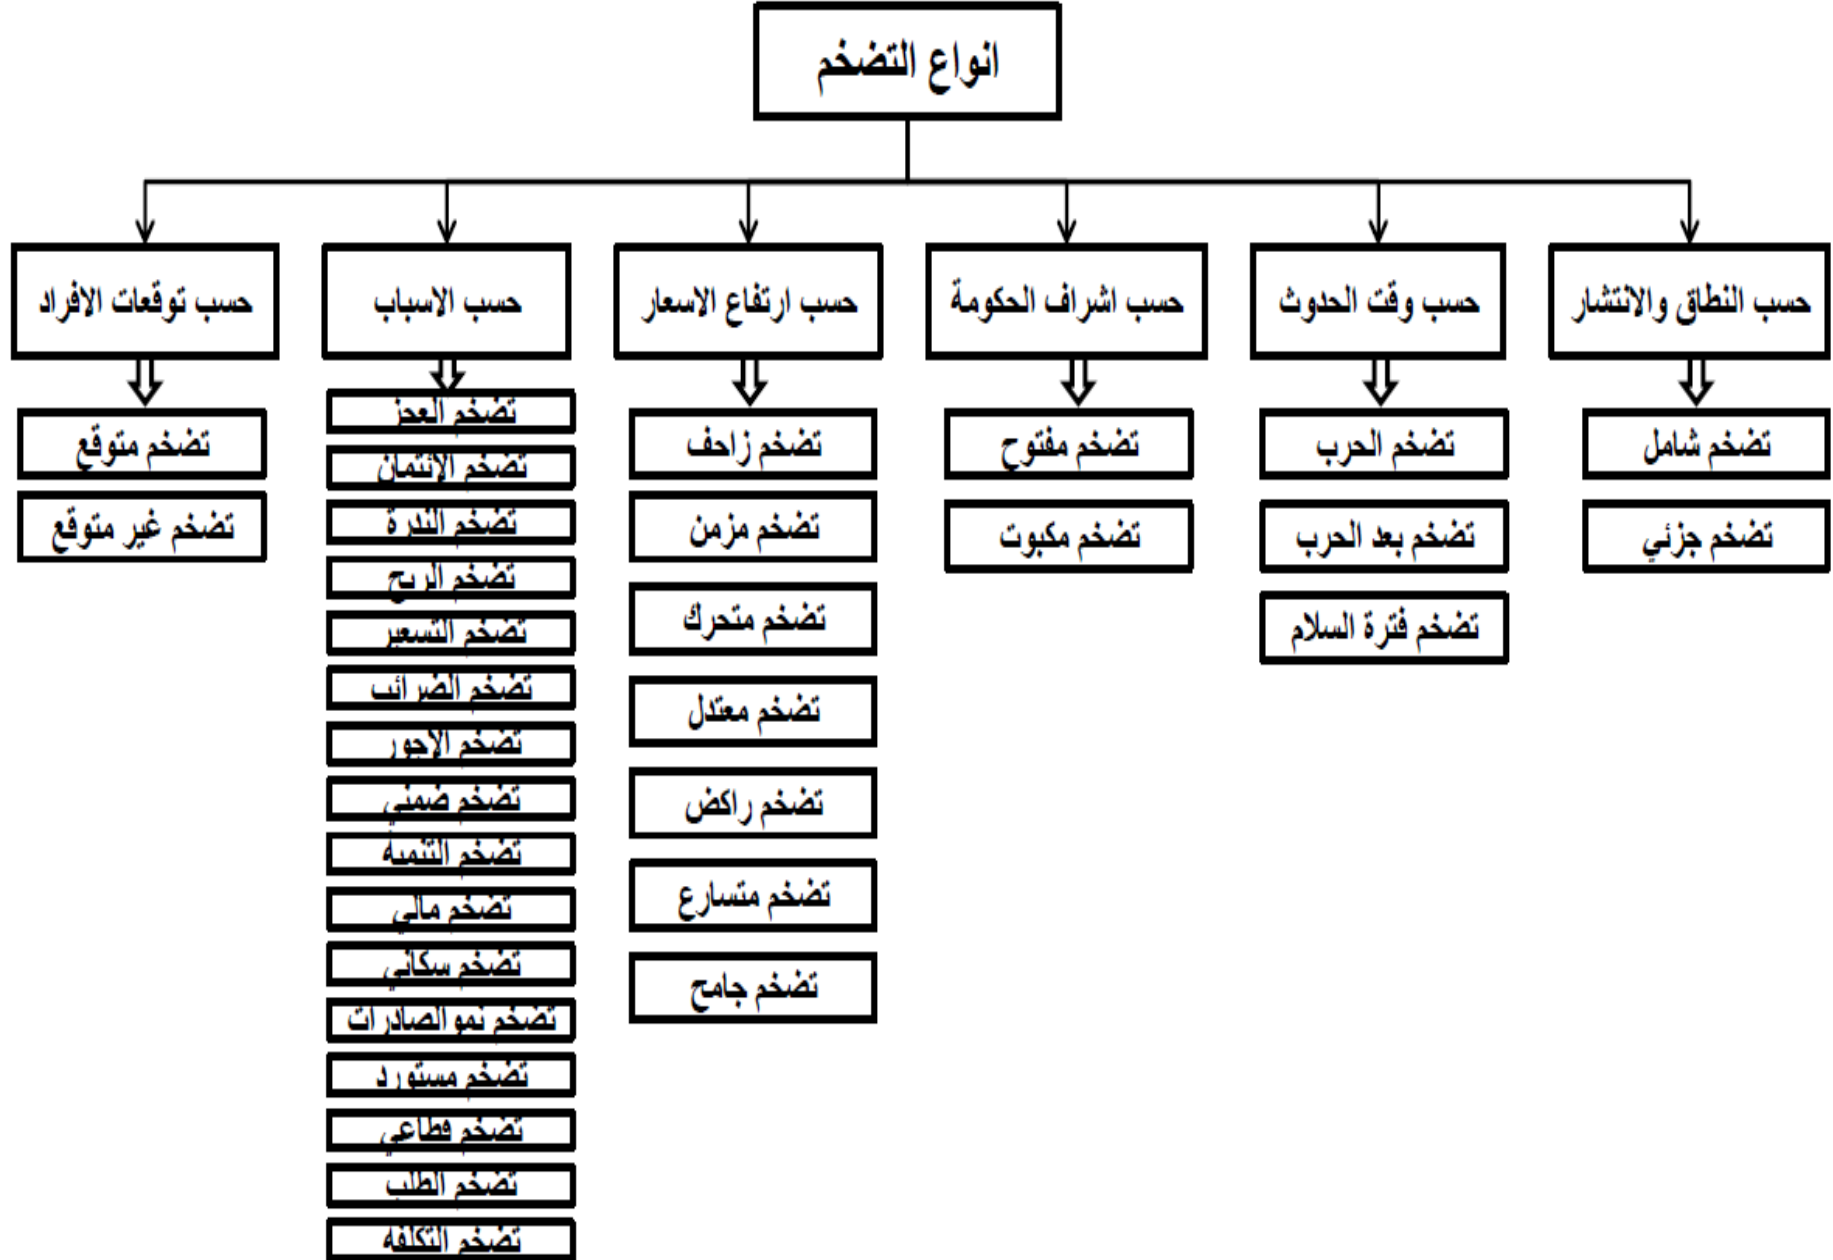 انواع التضخم
حسب النطاق والانتشار
تضخم شامل
تضخم جزئي
حسب وقت الحدوث
تضخم الحرب
تضخم بعد الحرب
تضخم فترة السلام
حسب اشراف الحكومة
تضخم مفتوح
تضخم مكبوت
حسب ارتفاع الاسعار
تضخم زاحف
تضخم مزمن
تضخم متحرك
تضخم معتدل
تضخم راكض
تضخم متسارع
تضخم جامح
حسب الاسباب
تضخم العجز
تضخم الائتمان
تضخم الندرة
تضخم الربح
تضخم التسعير
تضخم الضرائب
تضخم الاجور
تضخم ضمني
تضخم التنمية
تضخم مالي
تضخم سكاني
تضخم نمو الصادرات
تضخم مستورد
تضخم قطاعي
تضخم الطلب
تضخم التكلفة
حسب توقعات الافراد
تضخم متوقع
تضخم غير متوقع